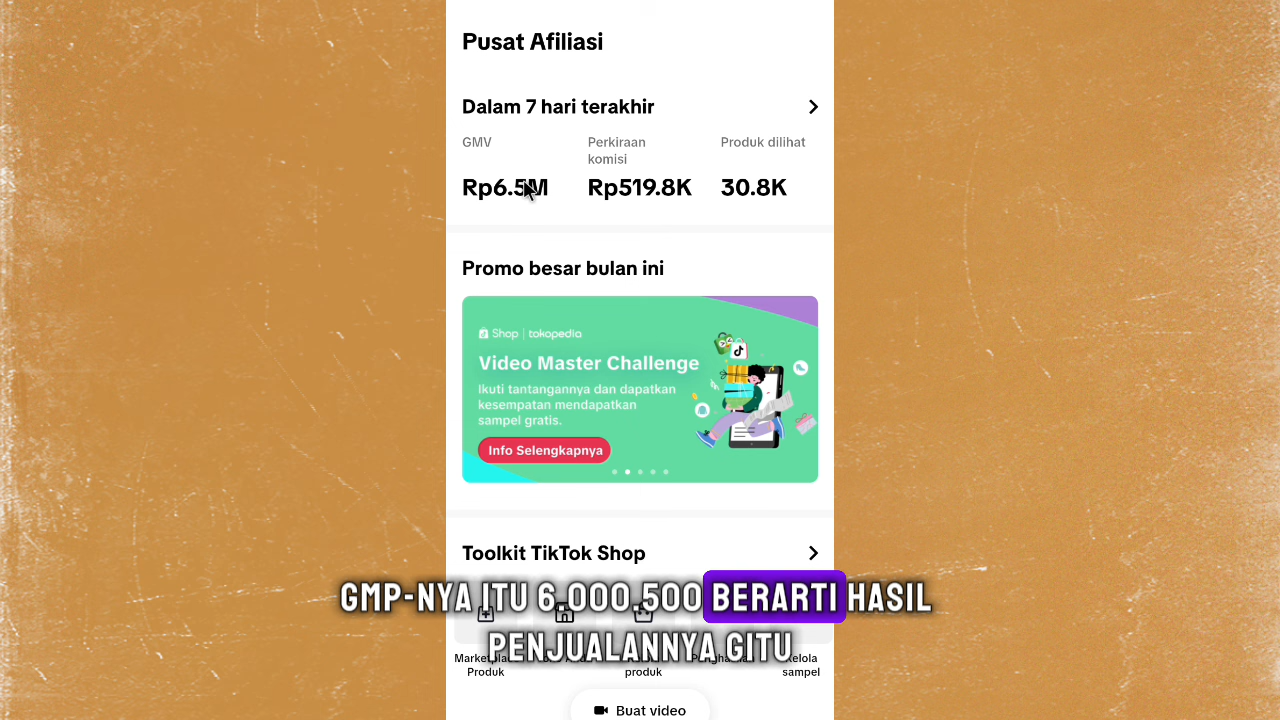 Pusat Afiliasi
Dalam 7 hari terakhir
GMV
Perkiraan komisi
Produk dilihat
Rp6.5M
Rp519.8K
30.8K
Promo besar bulan ini
Shop | tokopedia
Video Master Challenge
Ikuti tantangannya dan dapatkan
kesempatan mendapatkan
sampel gratis.
Info Selengkapnya
Toolkit TikTok Shop
GMP-NYA ITU 6.000.500 BERARTI HASIL
PENJUALANNYA GITU
Produk
produk
sampel
Buat video